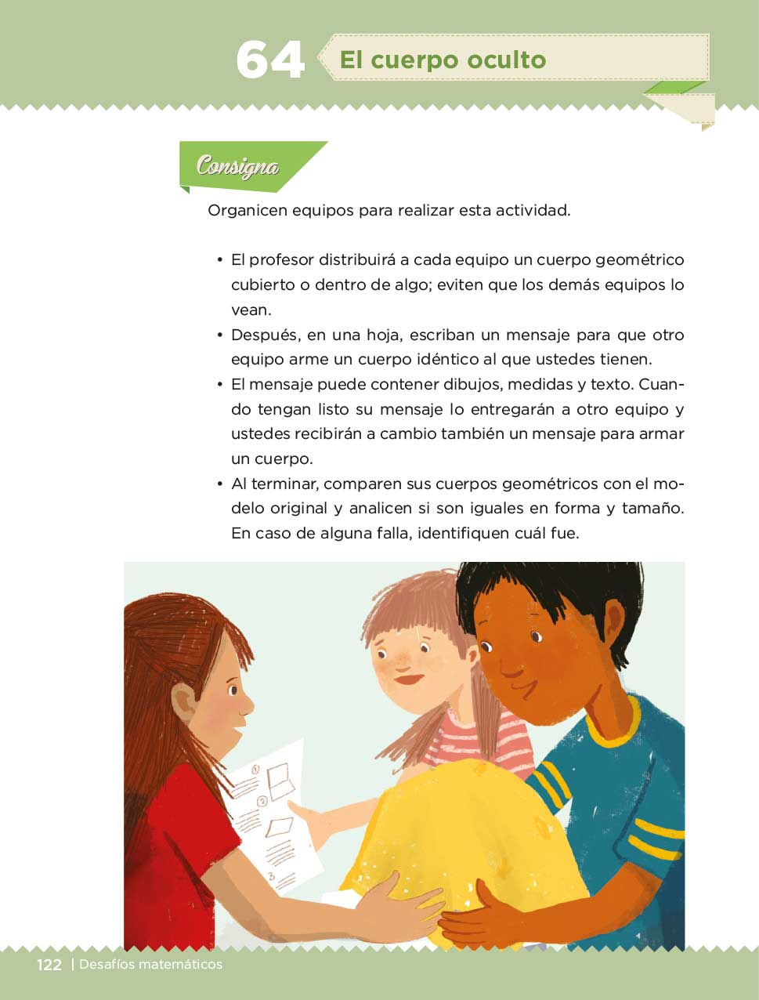 64
El cuerpo oculto
Consigna
Organicen equipos para realizar esta actividad.
• El profesor distribuirá a cada equipo un cuerpo geométrico
cubierto o dentro de algo; eviten que los demás equipos lo
vean.
• Después, en una hoja, escriban un mensaje para que otro
equipo arme un cuerpo idéntico al que ustedes tienen.
• El mensaje puede contener dibujos, medidas y texto. Cuan-
do tengan listo su mensaje lo entregarán a otro equipo y
ustedes recibirán a cambio también un mensaje para armar
un cuerpo.
• Al terminar, comparen sus cuerpos geométricos con el mo-
delo original y analicen si son iguales en forma y tamaño.
En caso de alguna falla, identifiquen cuál fue.
1
2
3
122 | Desafíos matemáticos